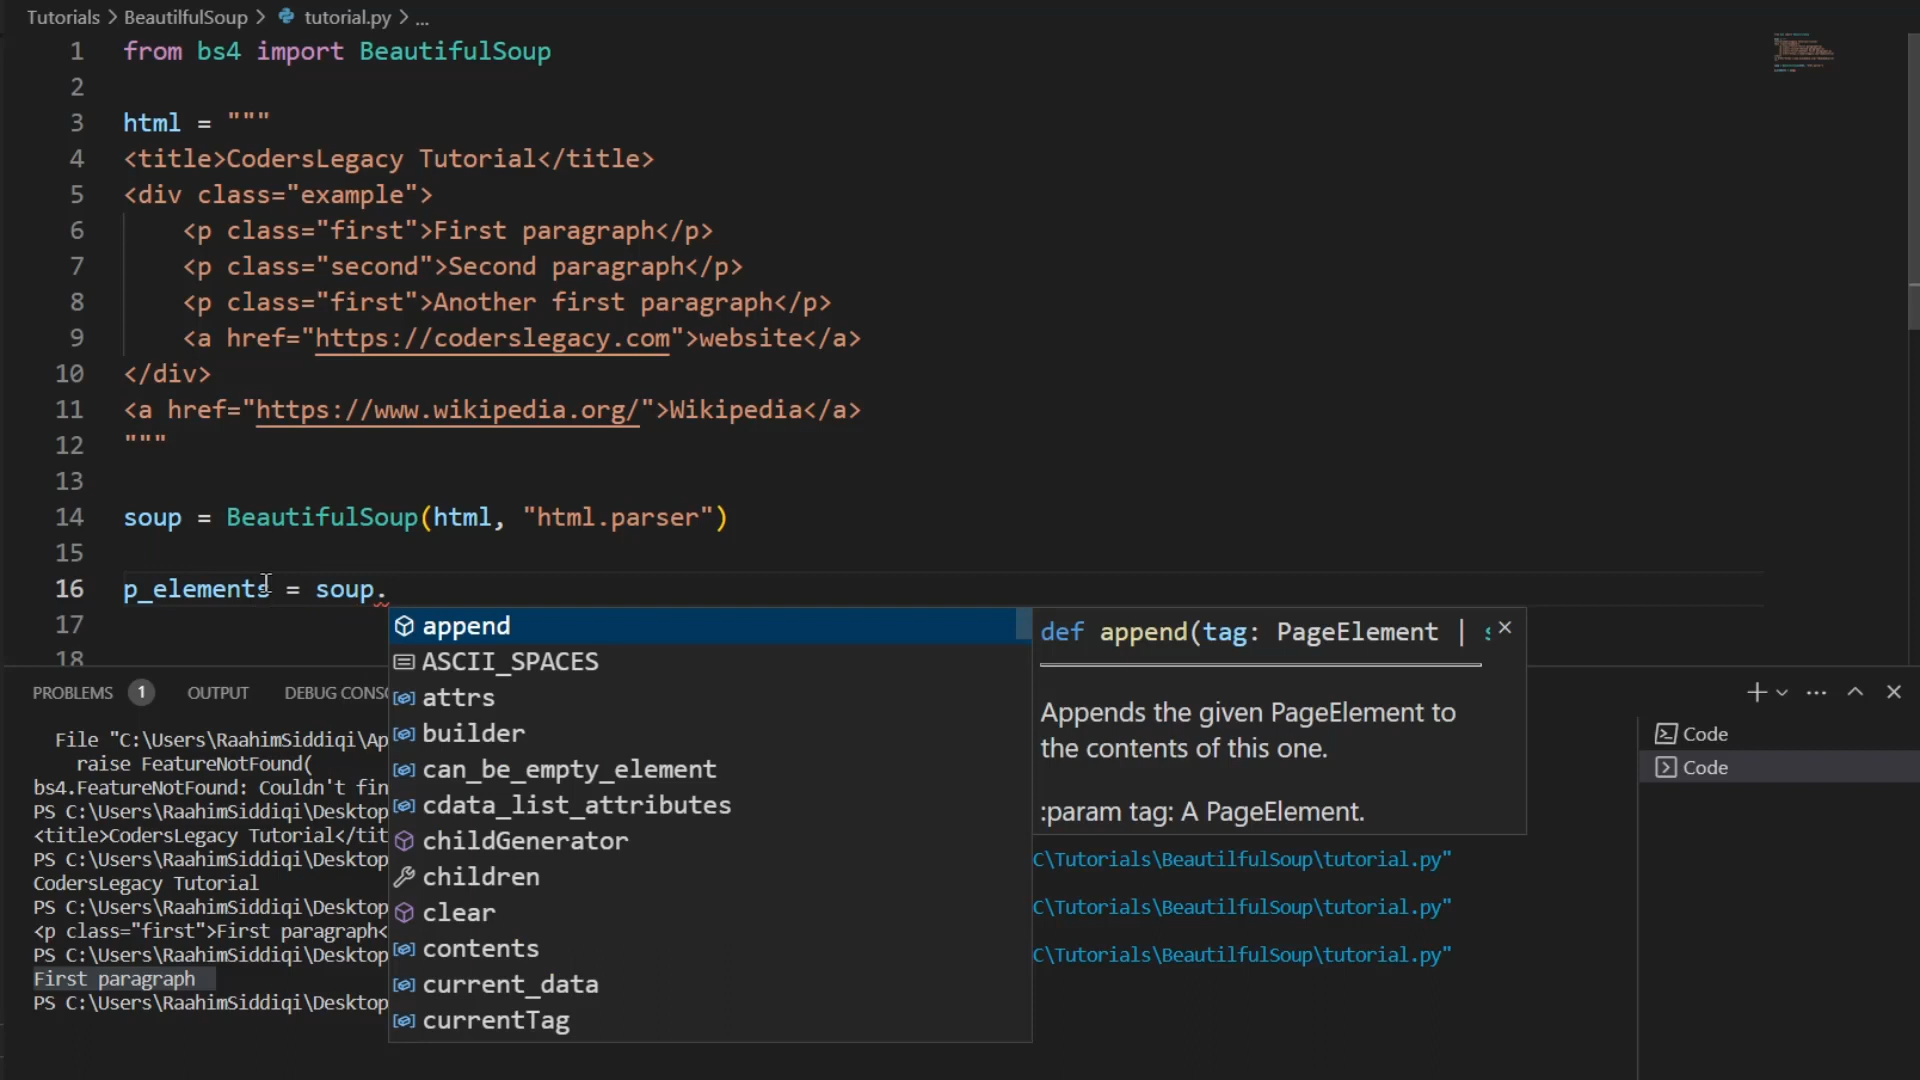 Tutorials > BeautilfulSoup > tutorial.py > ...
1 from bs4 import BeautifulSoup
2
3 html = """
4 <title>CodersLegacy Tutorial</title>
5 <div class="example">
6 <p class="first">First paragraph</p>
7 <p class="second">Second paragraph</p>
8 <p class="first">Another first paragraph</p>
9 <a href="https://coderslegacy.com">website</a>
10 </div>
11 <a href="https://www.wikipedia.org/">Wikipedia</a>
12 """
13
14 soup = BeautifulSoup(html, "html.parser")
15
16 p_elements = soup.
17
18
append
ASCII_SPACES
attrs
builder
can_be_empty_element
cdata_list_attributes
childGenerator
children
clear
contents
current_data
currentTag
def append(tag: PageElement | s
Appends the given PageElement to
the contents of this one.
:param tag: A PageElement.
PROBLEMS 1 OUTPUT DEBUG CONSO
File "C:\Users\RaahimSiddiqi\Ap
raise FeatureNotFound(
bs4.FeatureNotFound: Couldn't fin
PS C:\Users\RaahimSiddiqi\Desktop
<title>CodersLegacy Tutorial</tit
PS C:\Users\RaahimSiddiqi\Desktop C\Tutorials\BeautilfulSoup\tutorial.py"
CodersLegacy Tutorial
PS C:\Users\RaahimSiddiqi\Desktop C\Tutorials\BeautilfulSoup\tutorial.py"
<p class="first">First paragraph<
PS C:\Users\RaahimSiddiqi\Desktop C\Tutorials\BeautilfulSoup\tutorial.py"
First paragraph
PS C:\Users\RaahimSiddiqi\Desktop
Code
Code